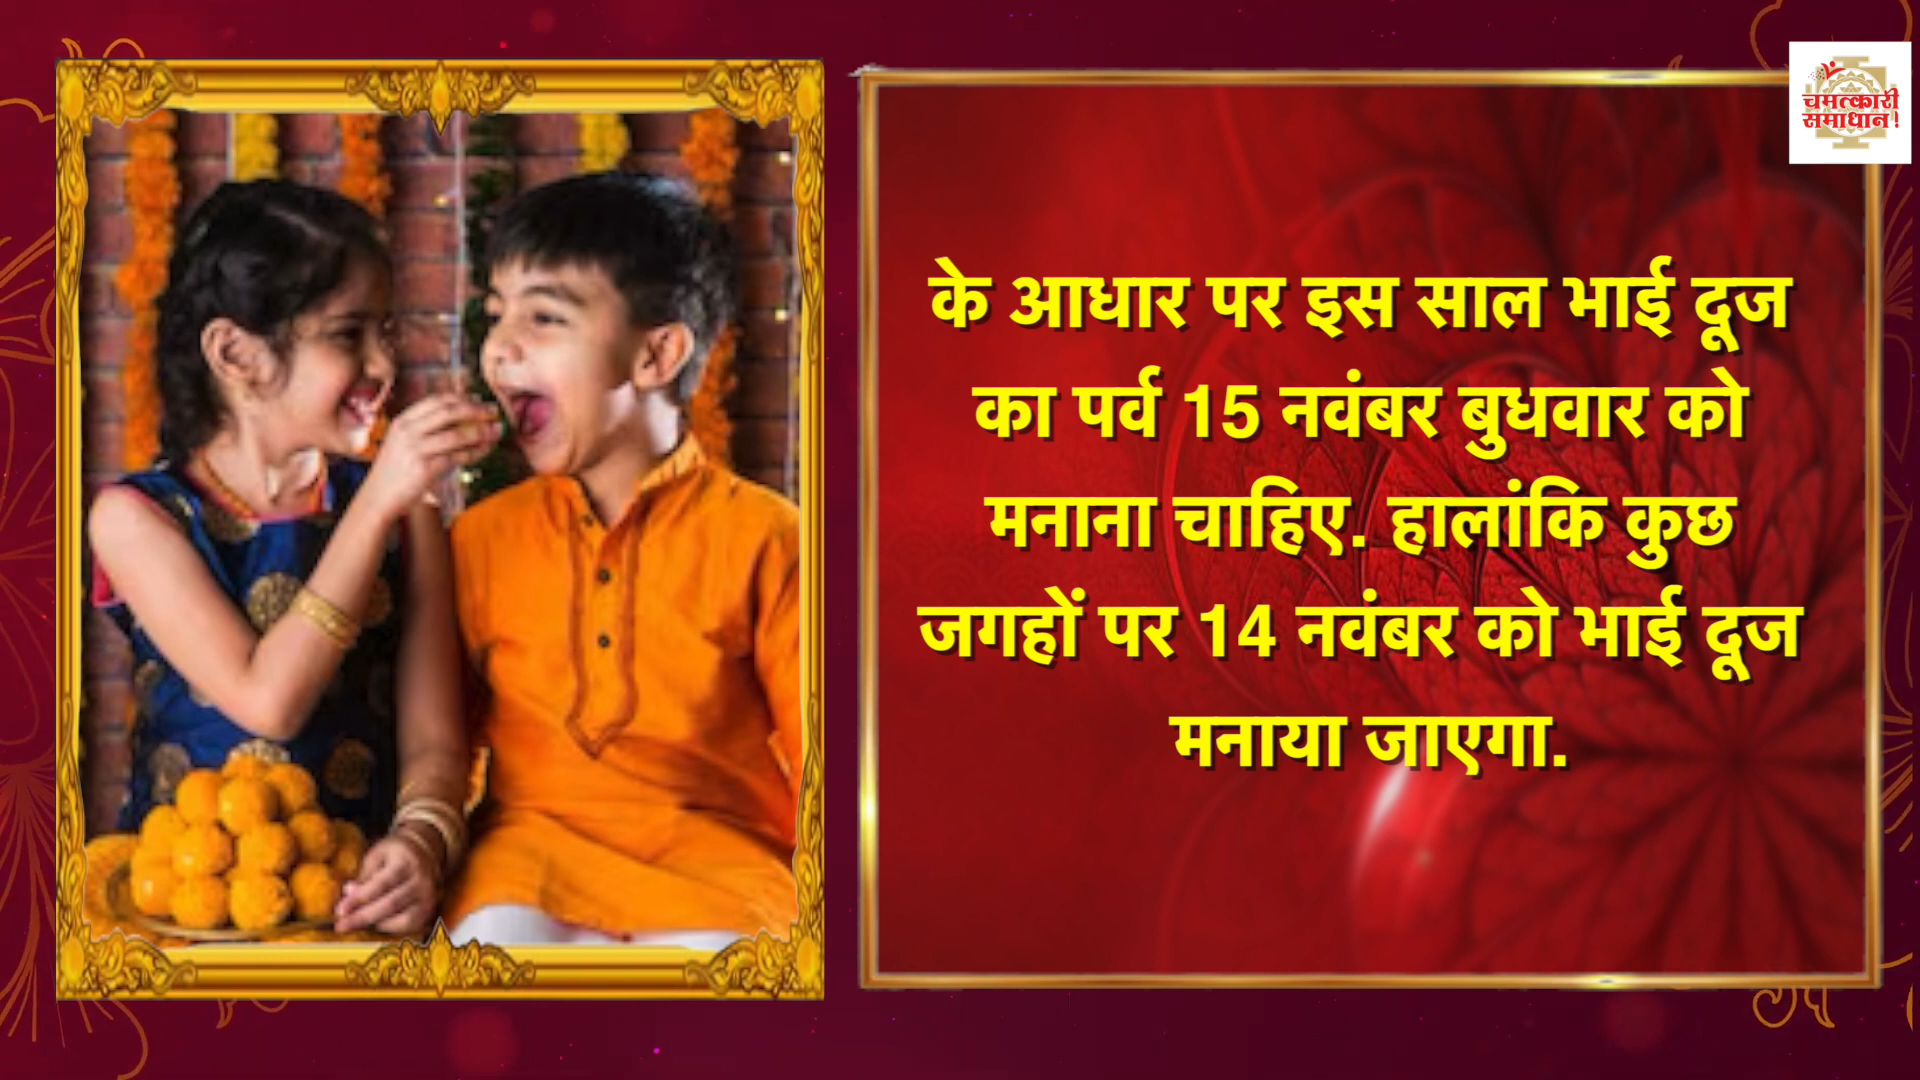 चमत्कारी
समाधान!
के आधार पर इस साल भाई दूज
का पर्व 15 नवंबर बुधवार को
मनाना चाहिए. हालांकि कुछ
जगहों पर 14 नवंबर को भाई दूज
मनाया जाएगा.